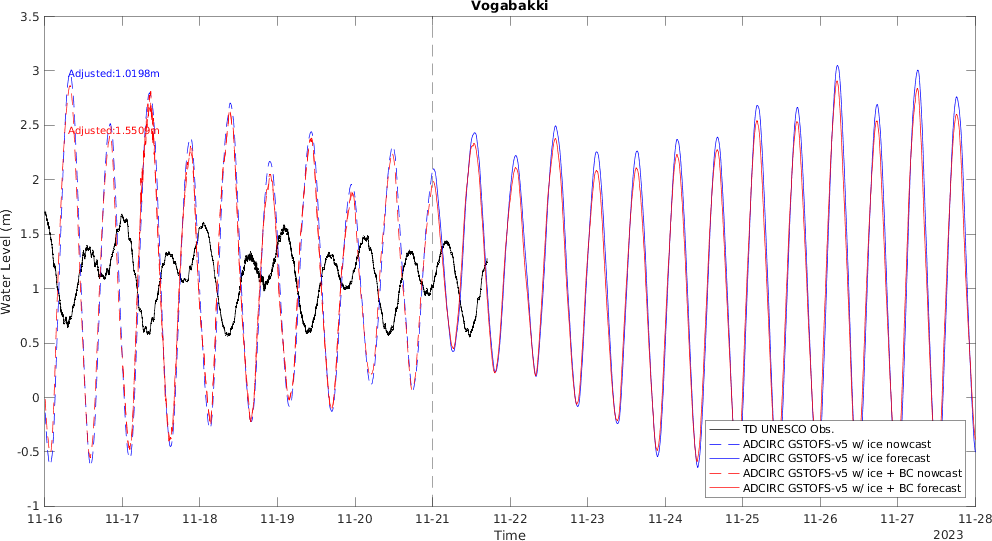 Vogabakki
3.5
3
2.5
2
1.5
1
0.5
0
-0.5
-1
Water Level (m)
Adjusted:1.0198m
Adjusted:1.5509m
TD UNESCO Obs.
ADCIRC GSTOFS-v5 w/ ice nowcast
ADCIRC GSTOFS-v5 w/ ice forecast
ADCIRC GSTOFS-v5 w/ ice + BC nowcast
ADCIRC GSTOFS-v5 w/ ice + BC forecast
11-16 11-17 11-18 11-19 11-20 11-21 11-22 11-23 11-24 11-25 11-26 11-27 11-28
Time
2023